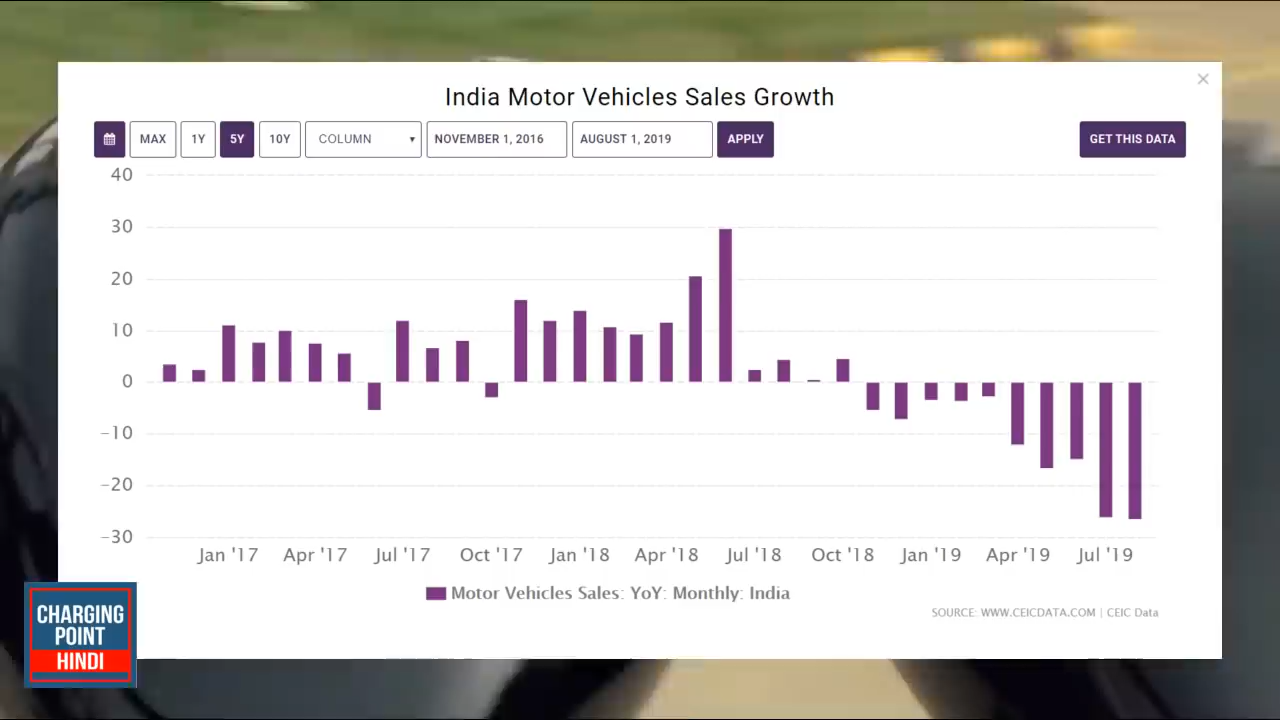 ×
India Motor Vehicles Sales Growth
MAX 1Y 5Y 10Y COLUMN ▾ NOVEMBER 1, 2016 AUGUST 1, 2019 APPLY GET THIS DATA
40
30
20
10
0
-10
-20
-30
Jan '17 Apr '17 Jul '17 Oct '17 Jan '18 Apr '18 Jul '18 Oct '18 Jan '19 Apr '19 Jul '19
Motor Vehicles Sales: YoY: Monthly: India
SOURCE: WWW.CEICDATA.COM | CEIC Data
CHARGING
POINT
HINDI